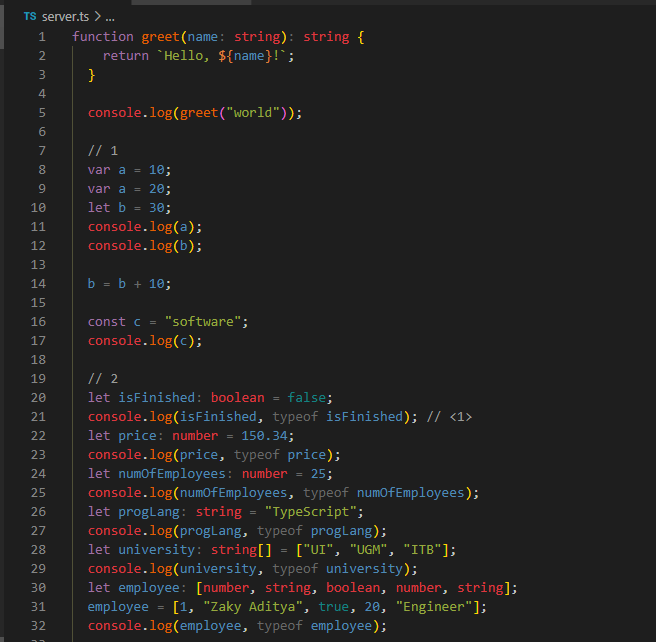 TS server.ts > ...
1 function greet(name: string): string {
2 return `Hello, ${name}!`;
3 }
4
5 console.log(greet("world"));
6
7 // 1
8 var a = 10;
9 var a = 20;
10 let b = 30;
11 console.log(a);
12 console.log(b);
13
14 b = b + 10;
15
16 const c = "software";
17 console.log(c);
18
19 // 2
20 let isFinished: boolean = false;
21 console.log(isFinished, typeof isFinished); // <1>
22 let price: number = 150.34;
23 console.log(price, typeof price);
24 let numOfEmployees: number = 25;
25 console.log(numOfEmployees, typeof numOfEmployees);
26 let progLang: string = "TypeScript";
27 console.log(progLang, typeof progLang);
28 let university: string[] = ["UI", "UGM", "ITB"];
29 console.log(university, typeof university);
30 let employee: [number, string, boolean, number, string];
31 employee = [1, "Zaky Aditya", true, 20, "Engineer"];
32 console.log(employee, typeof employee);